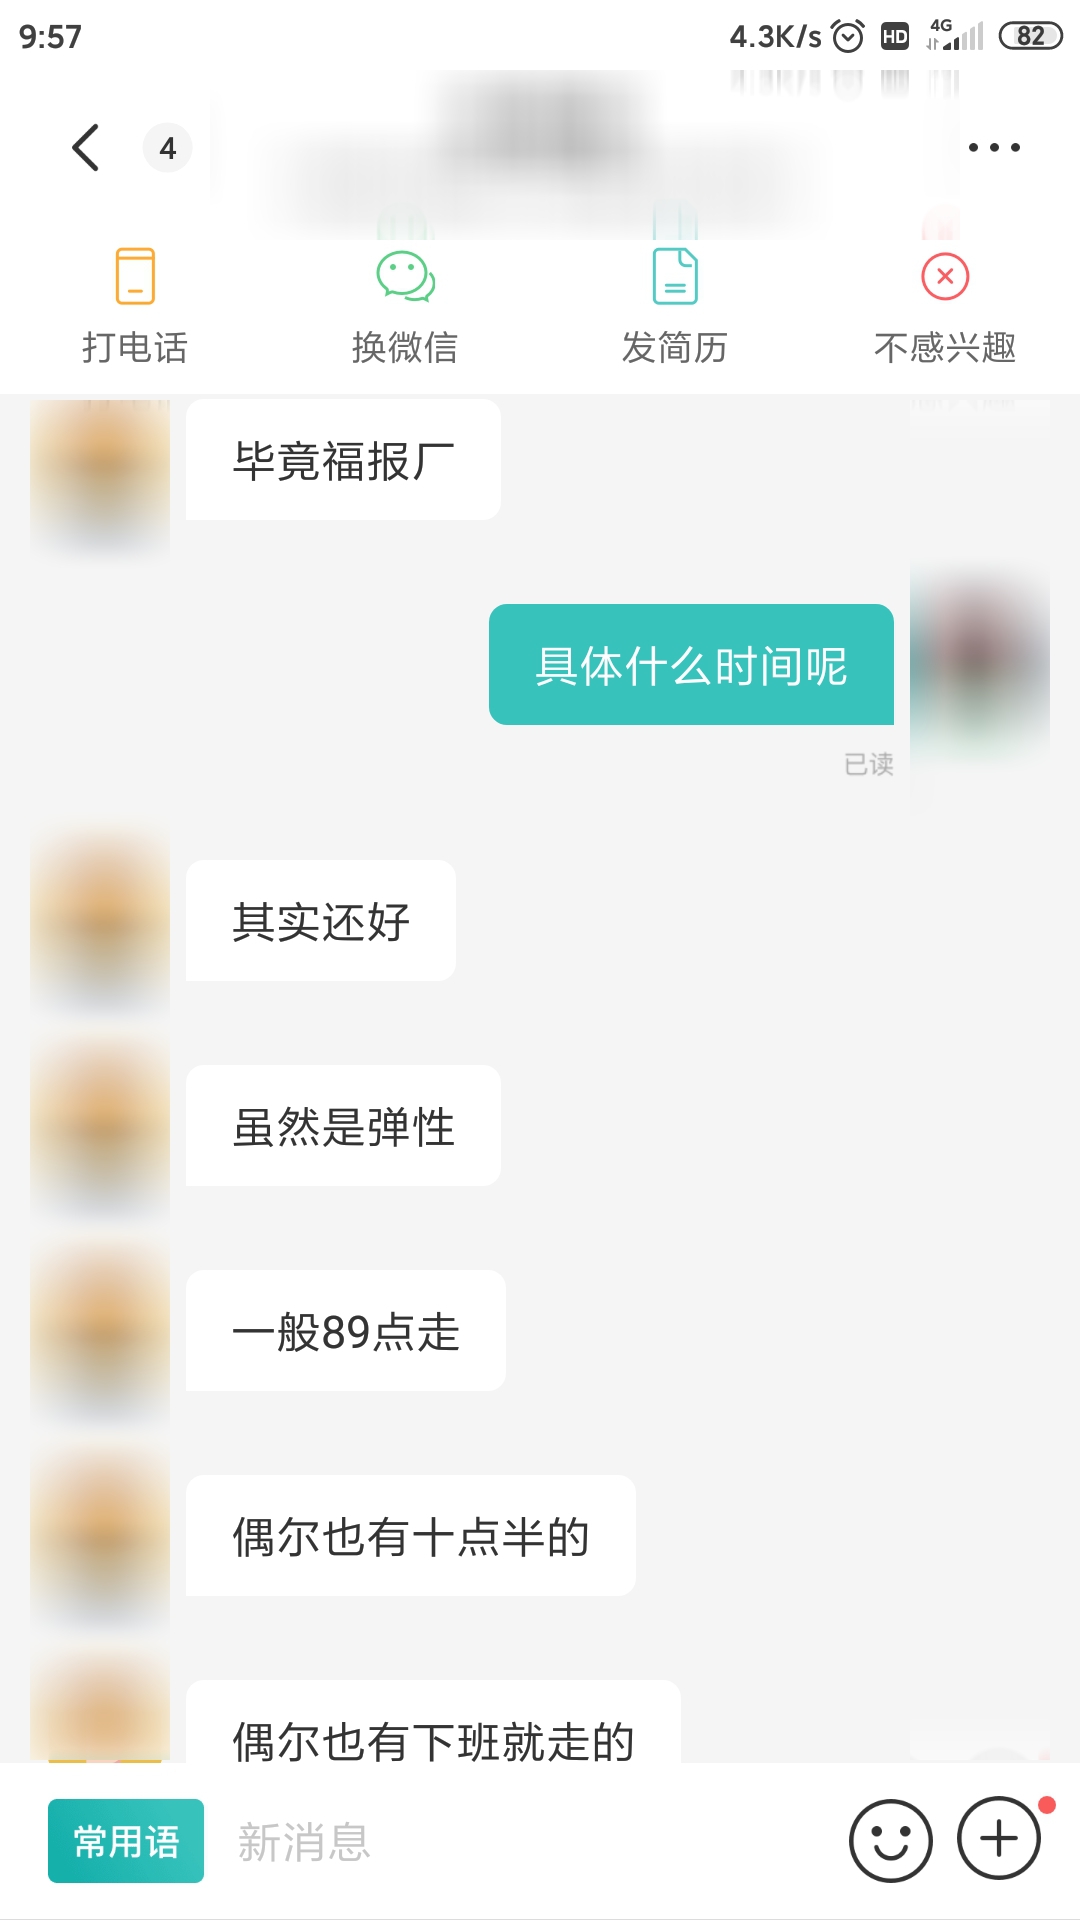 9:57 4.3K/s HD 4G 82
4
打电话 换微信 发简历 不感兴趣
毕竟福报厂
具体什么时间呢
已读
其实还好
虽然是弹性
一般89点走
偶尔也有十点半的
偶尔也有下班就走的
常用语 新消息